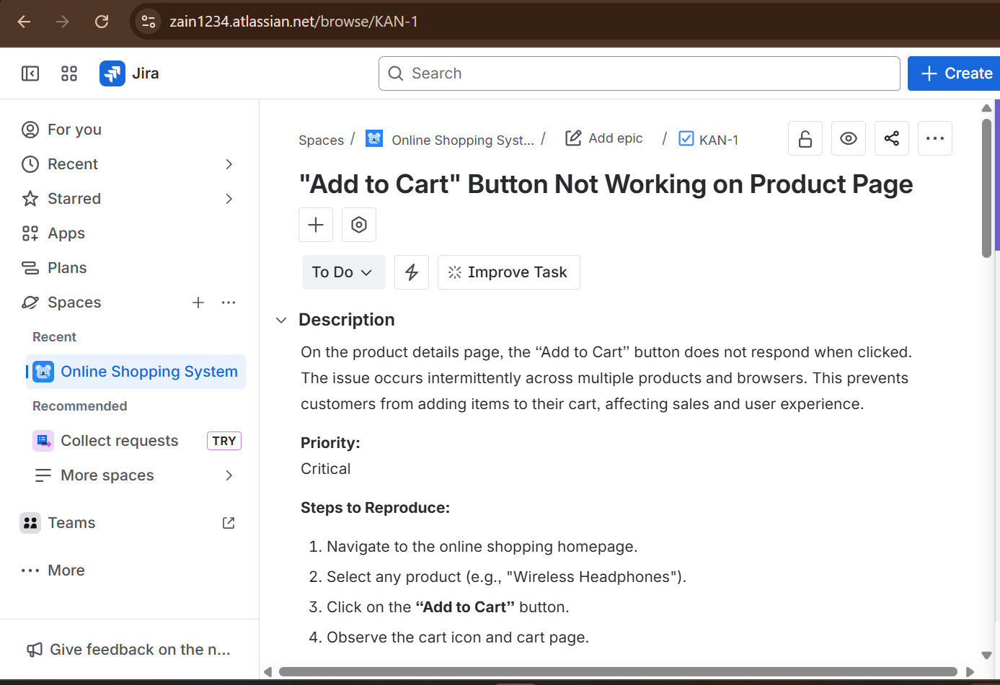 zain1234.atlassian.net/browse/KAN-1
Jira
Search
Create
For you
Recent
Starred
Apps
Plans
Spaces
Recent
Online Shopping System
Recommended
Collect requests TRY
More spaces
Teams
More
Give feedback on the n...
Spaces / Online Shopping Syst... / Add epic / KAN-1
"Add to Cart" Button Not Working on Product Page
To Do
Improve Task
Description
On the product details page, the “Add to Cart” button does not respond when clicked.
The issue occurs intermittently across multiple products and browsers. This prevents
customers from adding items to their cart, affecting sales and user experience.
Priority:
Critical
Steps to Reproduce:
1. Navigate to the online shopping homepage.
2. Select any product (e.g., "Wireless Headphones").
3. Click on the “Add to Cart” button.
4. Observe the cart icon and cart page.